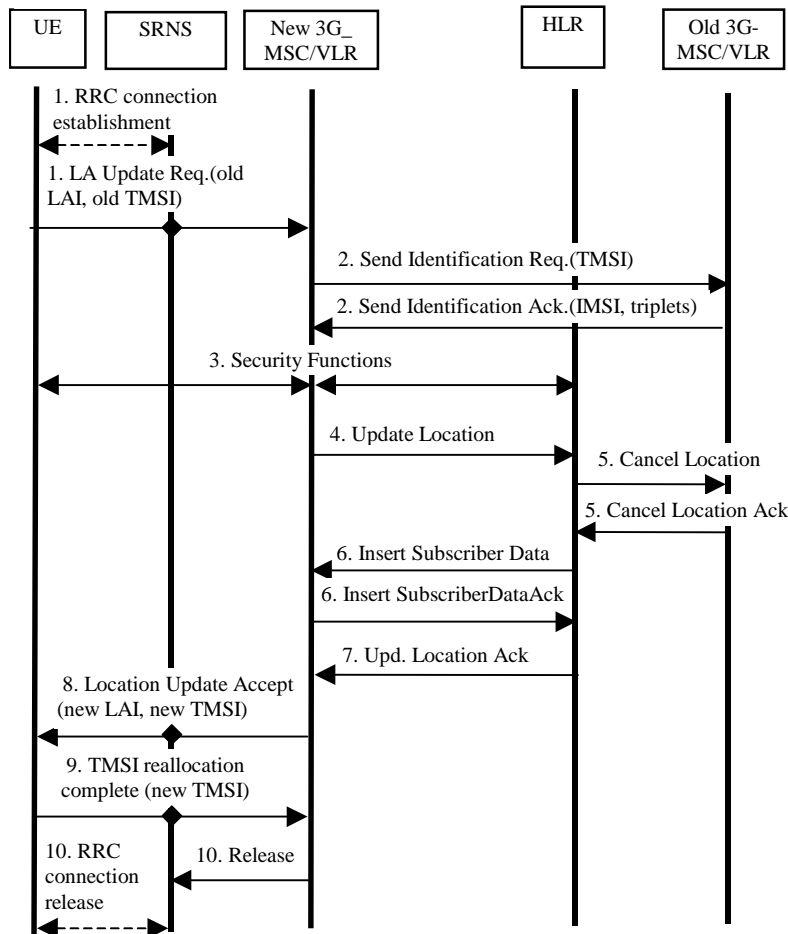 UE
SRNS
New 3G_
MSC/VLR
HLR
Old 3G-
MSC/VLR
1. RRC connection
establishment
1. LA Update Req.(old
LAI, old TMSI)
2. Send Identification Req.(TMSI)
2. Send Identification Ack.(IMSI, triplets)
3. Security Functions
4. Update Location
5. Cancel Location
5. Cancel Location Ack
6. Insert Subscriber Data
6. Insert SubscriberDataAck
7. Upd. Location Ack
8. Location Update Accept
(new LAI, new TMSI)
9. TMSI reallocation
complete (new TMSI)
10. RRC
connection
release
10. Release